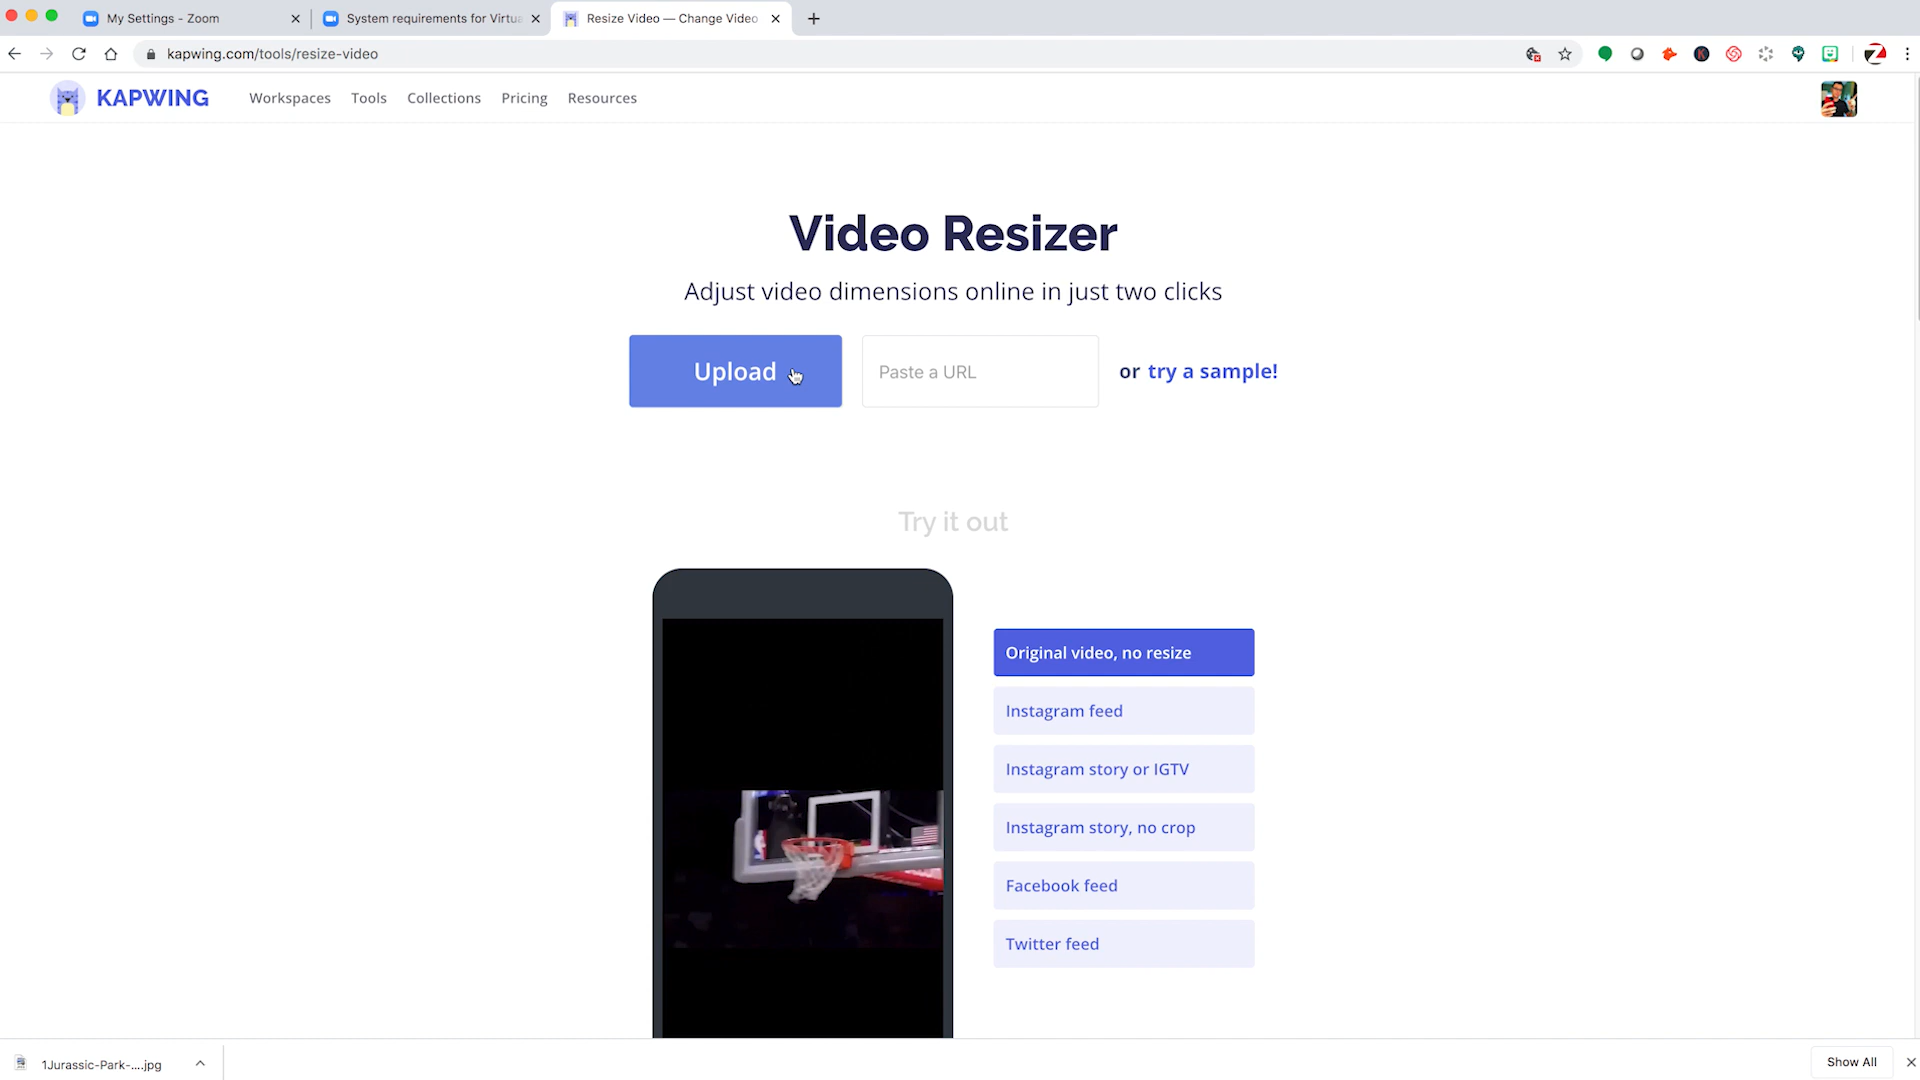 My Settings - Zoom
System requirements for Virtua
Resize Video — Change Video
kapwing.com/tools/resize-video
KAPWING
Workspaces
Tools
Collections
Pricing
Resources
Video Resizer
Adjust video dimensions online in just two clicks
Upload
Paste a URL
or try a sample!
Try it out
Original video, no resize
Instagram feed
Instagram story or IGTV
Instagram story, no crop
Facebook feed
Twitter feed
1Jurassic-Park-....jpg
Show All